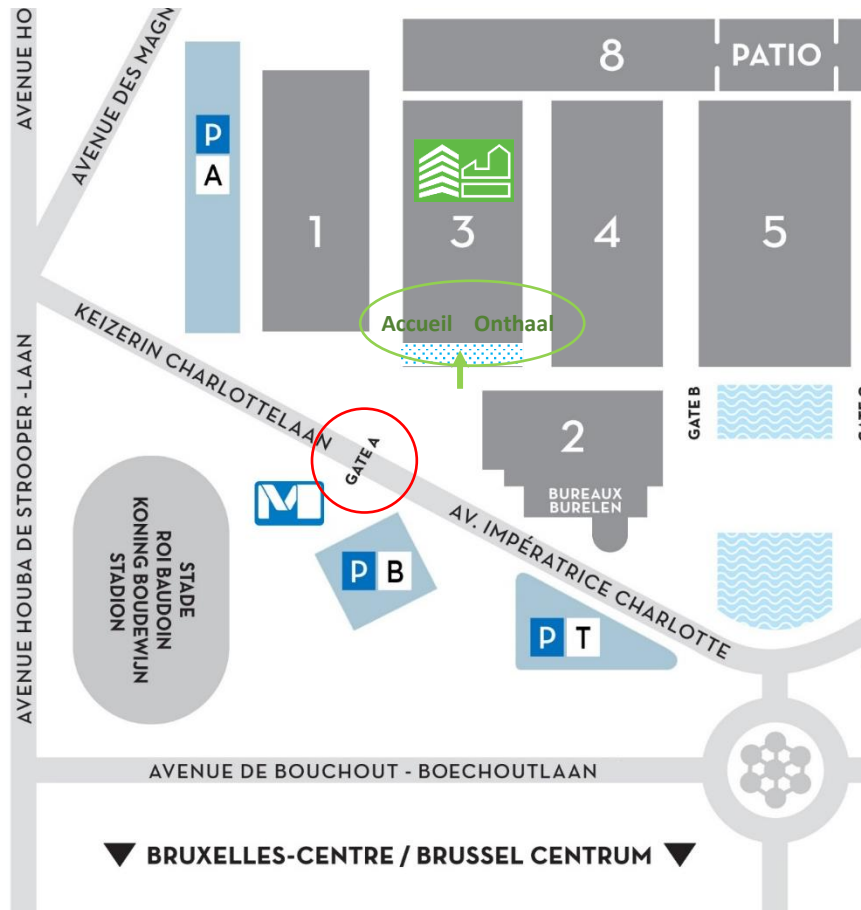 AVENUE HO
AVENUE DES MAGN
8
PATIO
P
A
1
3
4
5
Accueil Onthaal
KEIZERIN CHARLOTTELAAN
GATE A
GATE B
2
BUREAUX
BURELEN
M
AV. IMPÉRATRICE CHARLOTTE
P B
P T
STADE
ROI BAUDOIN
KONING BOUDEWIJN
STADION
AVENUE HOUBA DE STROOPER -LAAN
AVENUE DE BOUCHOUT - BOECHOUTLAAN
BRUXELLES-CENTRE / BRUSSEL CENTRUM